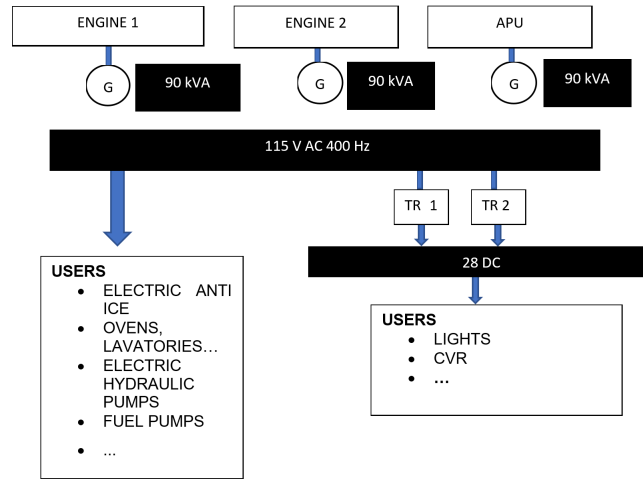 ENGINE 1
ENGINE 2
APU
G
90 kVA
G
90 kVA
G
90 kVA
115 V AC 400 Hz
TR 1
TR 2
28 DC
USERS
• ELECTRIC ANTI
ICE
• OVENS,
LAVATORIES…
• ELECTRIC
HYDRAULIC
PUMPS
• FUEL PUMPS
• ...
USERS
• LIGHTS
• CVR
• …